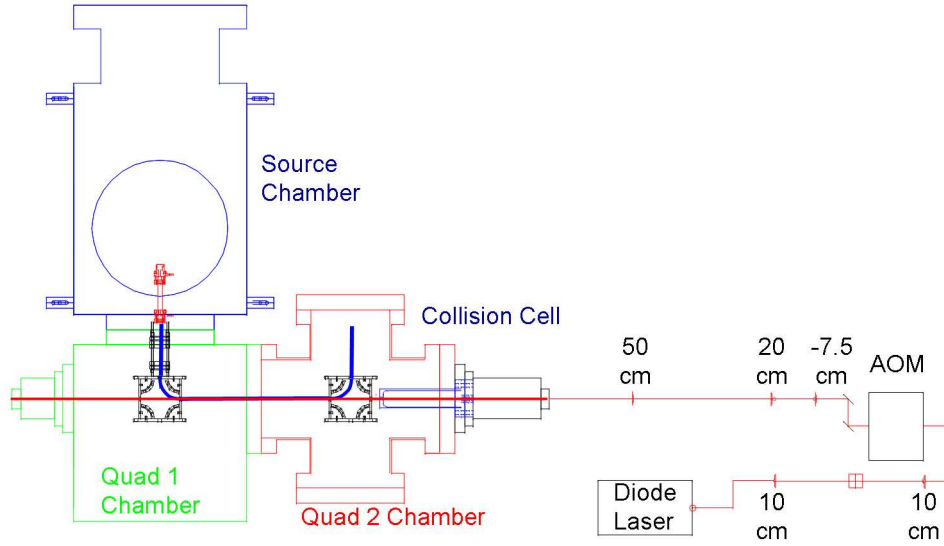 Source
Chamber
Collision Cell
50
cm
20
cm
-7.5
cm
AOM
Quad 1
Chamber
Quad 2 Chamber
Diode
Laser
10
cm
10
cm